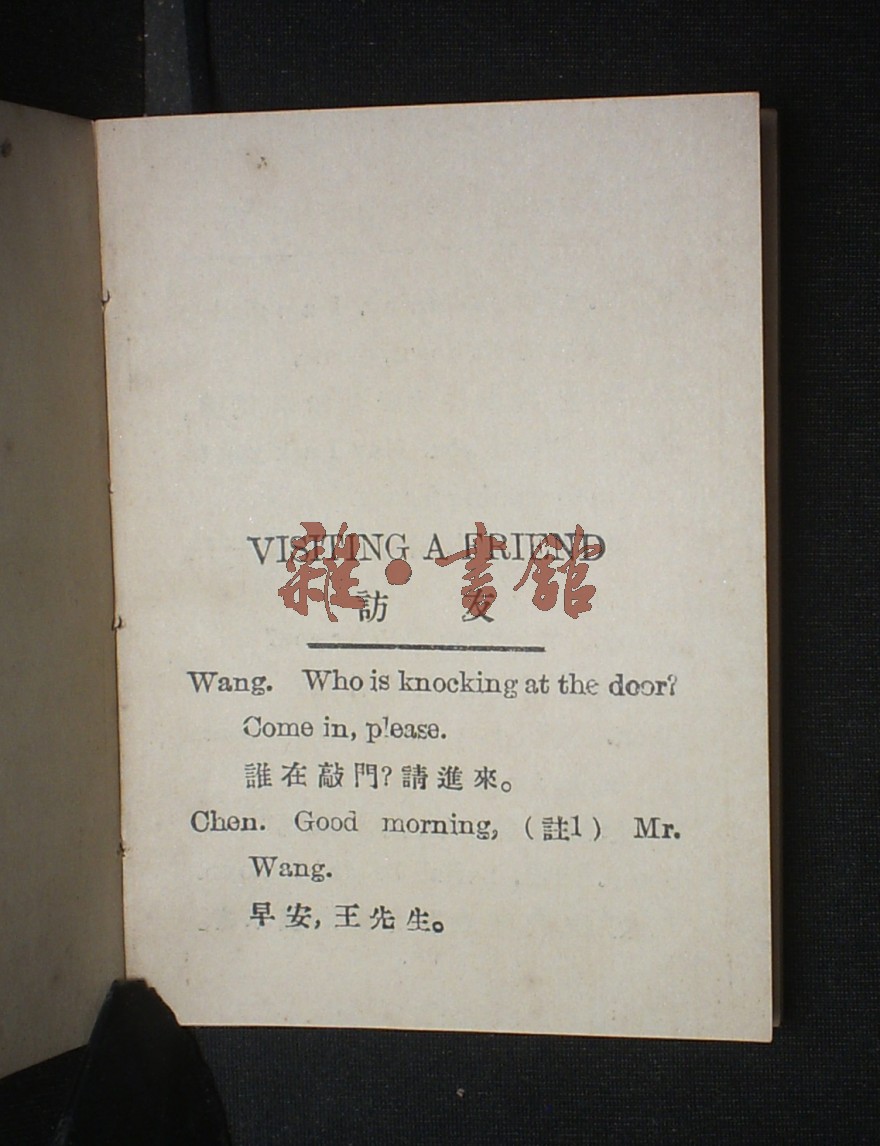 VISITING A FRIEND
雜·書館
訪 友
Wang. Who is knocking at the door?
Come in, please.
誰在敲門?請進來。
Chen. Good morning, (註1) Mr.
Wang.
早安,王先生。